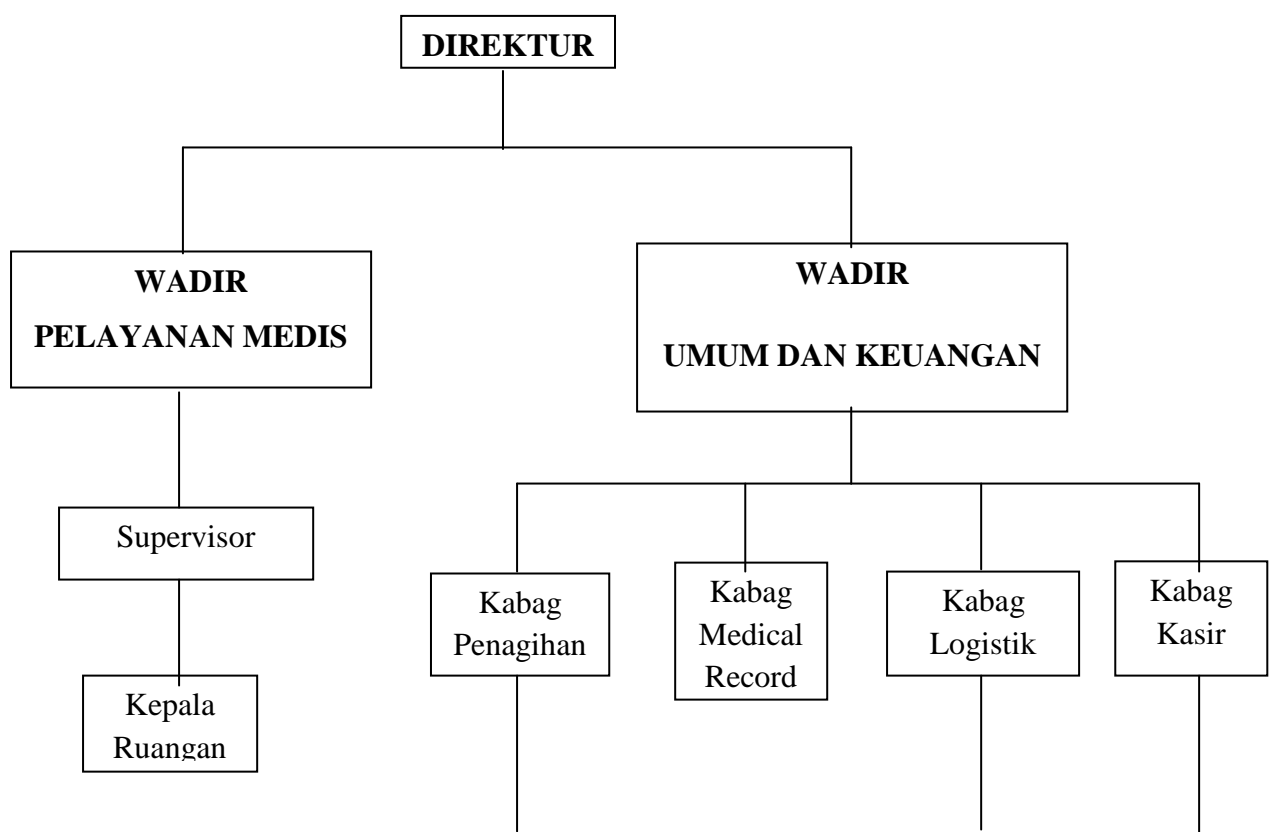 DIREKTUR
WADIR
PELAYANAN MEDIS
WADIR
UMUM DAN KEUANGAN
Supervisor
Kepala
Ruangan
Kabag
Penagihan
Kabag
Medical
Record
Kabag
Logistik
Kabag
Kasir